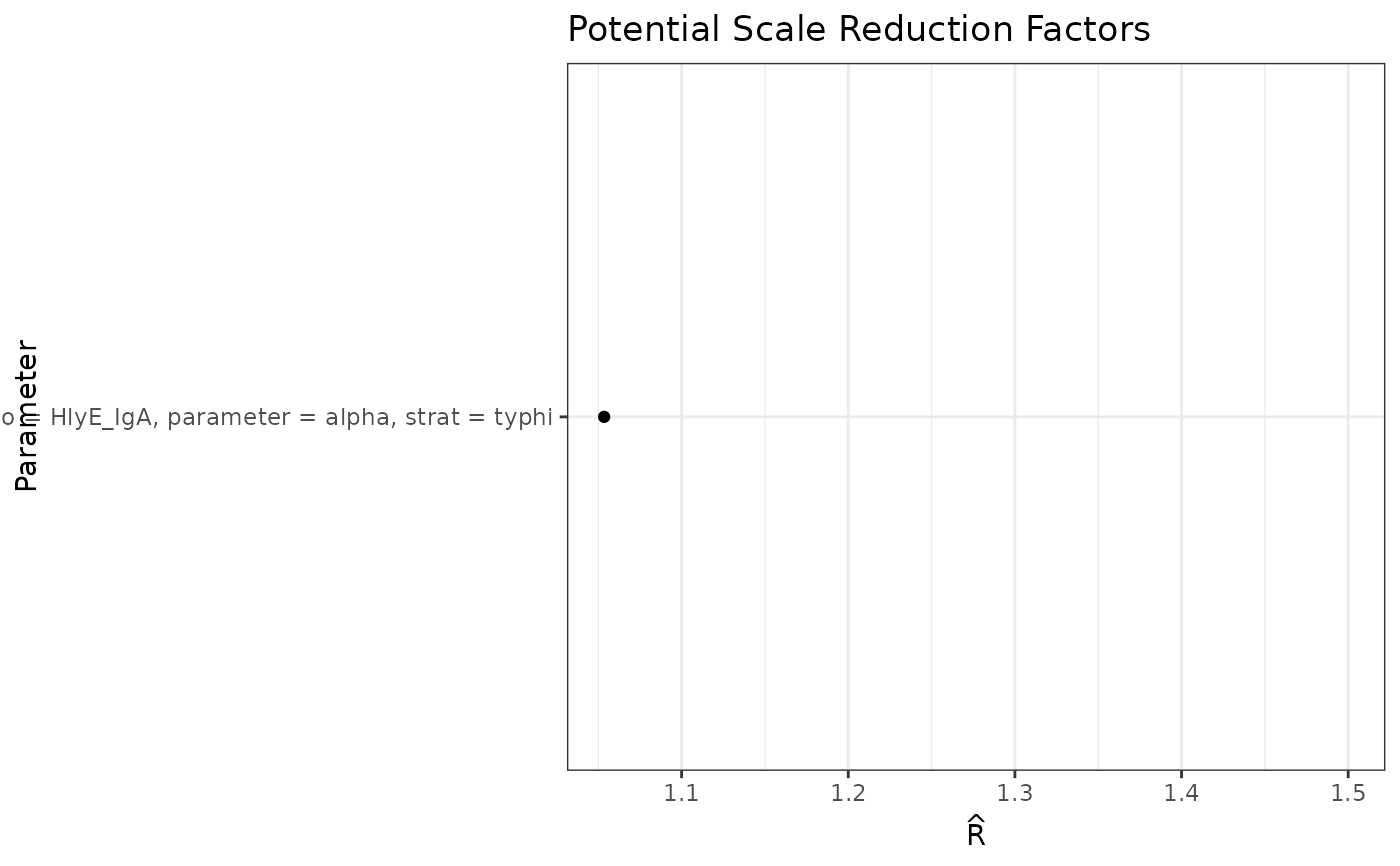 Potential Scale Reduction Factors
Parameter
o = HlyE_IgA, parameter = alpha, strat = typhi
1.1 1.2 1.3 1.4 1.5
R̂